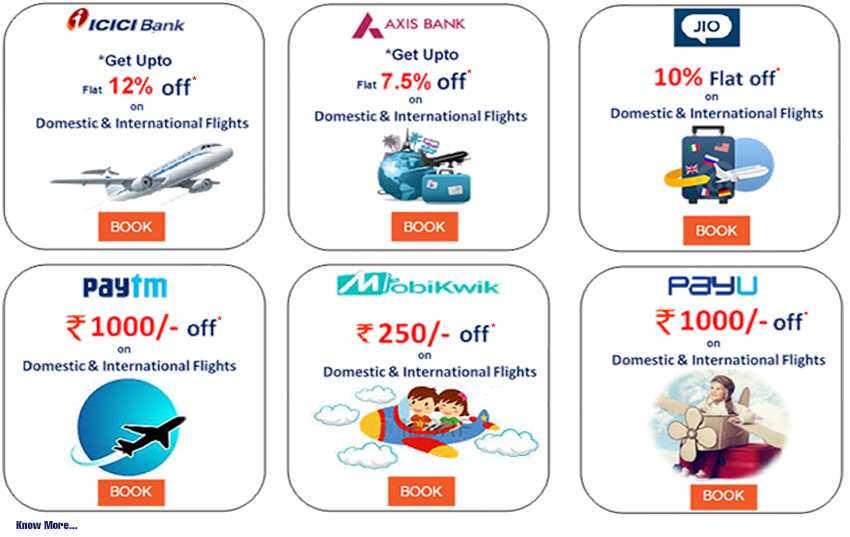 ICICI Bank
*Get Upto
Flat 12% off*
on
Domestic & International Flights
BOOK
AXIS BANK
*Get Upto
Flat 7.5% off*
on
Domestic & International Flights
BOOK
JIO
10% Flat off*
on
Domestic & International Flights
BOOK
paytm
₹ 1000/- off*
on
Domestic & International Flights
BOOK
MobiKwik
₹ 250/- off*
on
Domestic & International Flights
BOOK
PAYU
₹ 1000/- off*
on
Domestic & International Flights
BOOK
Know More...